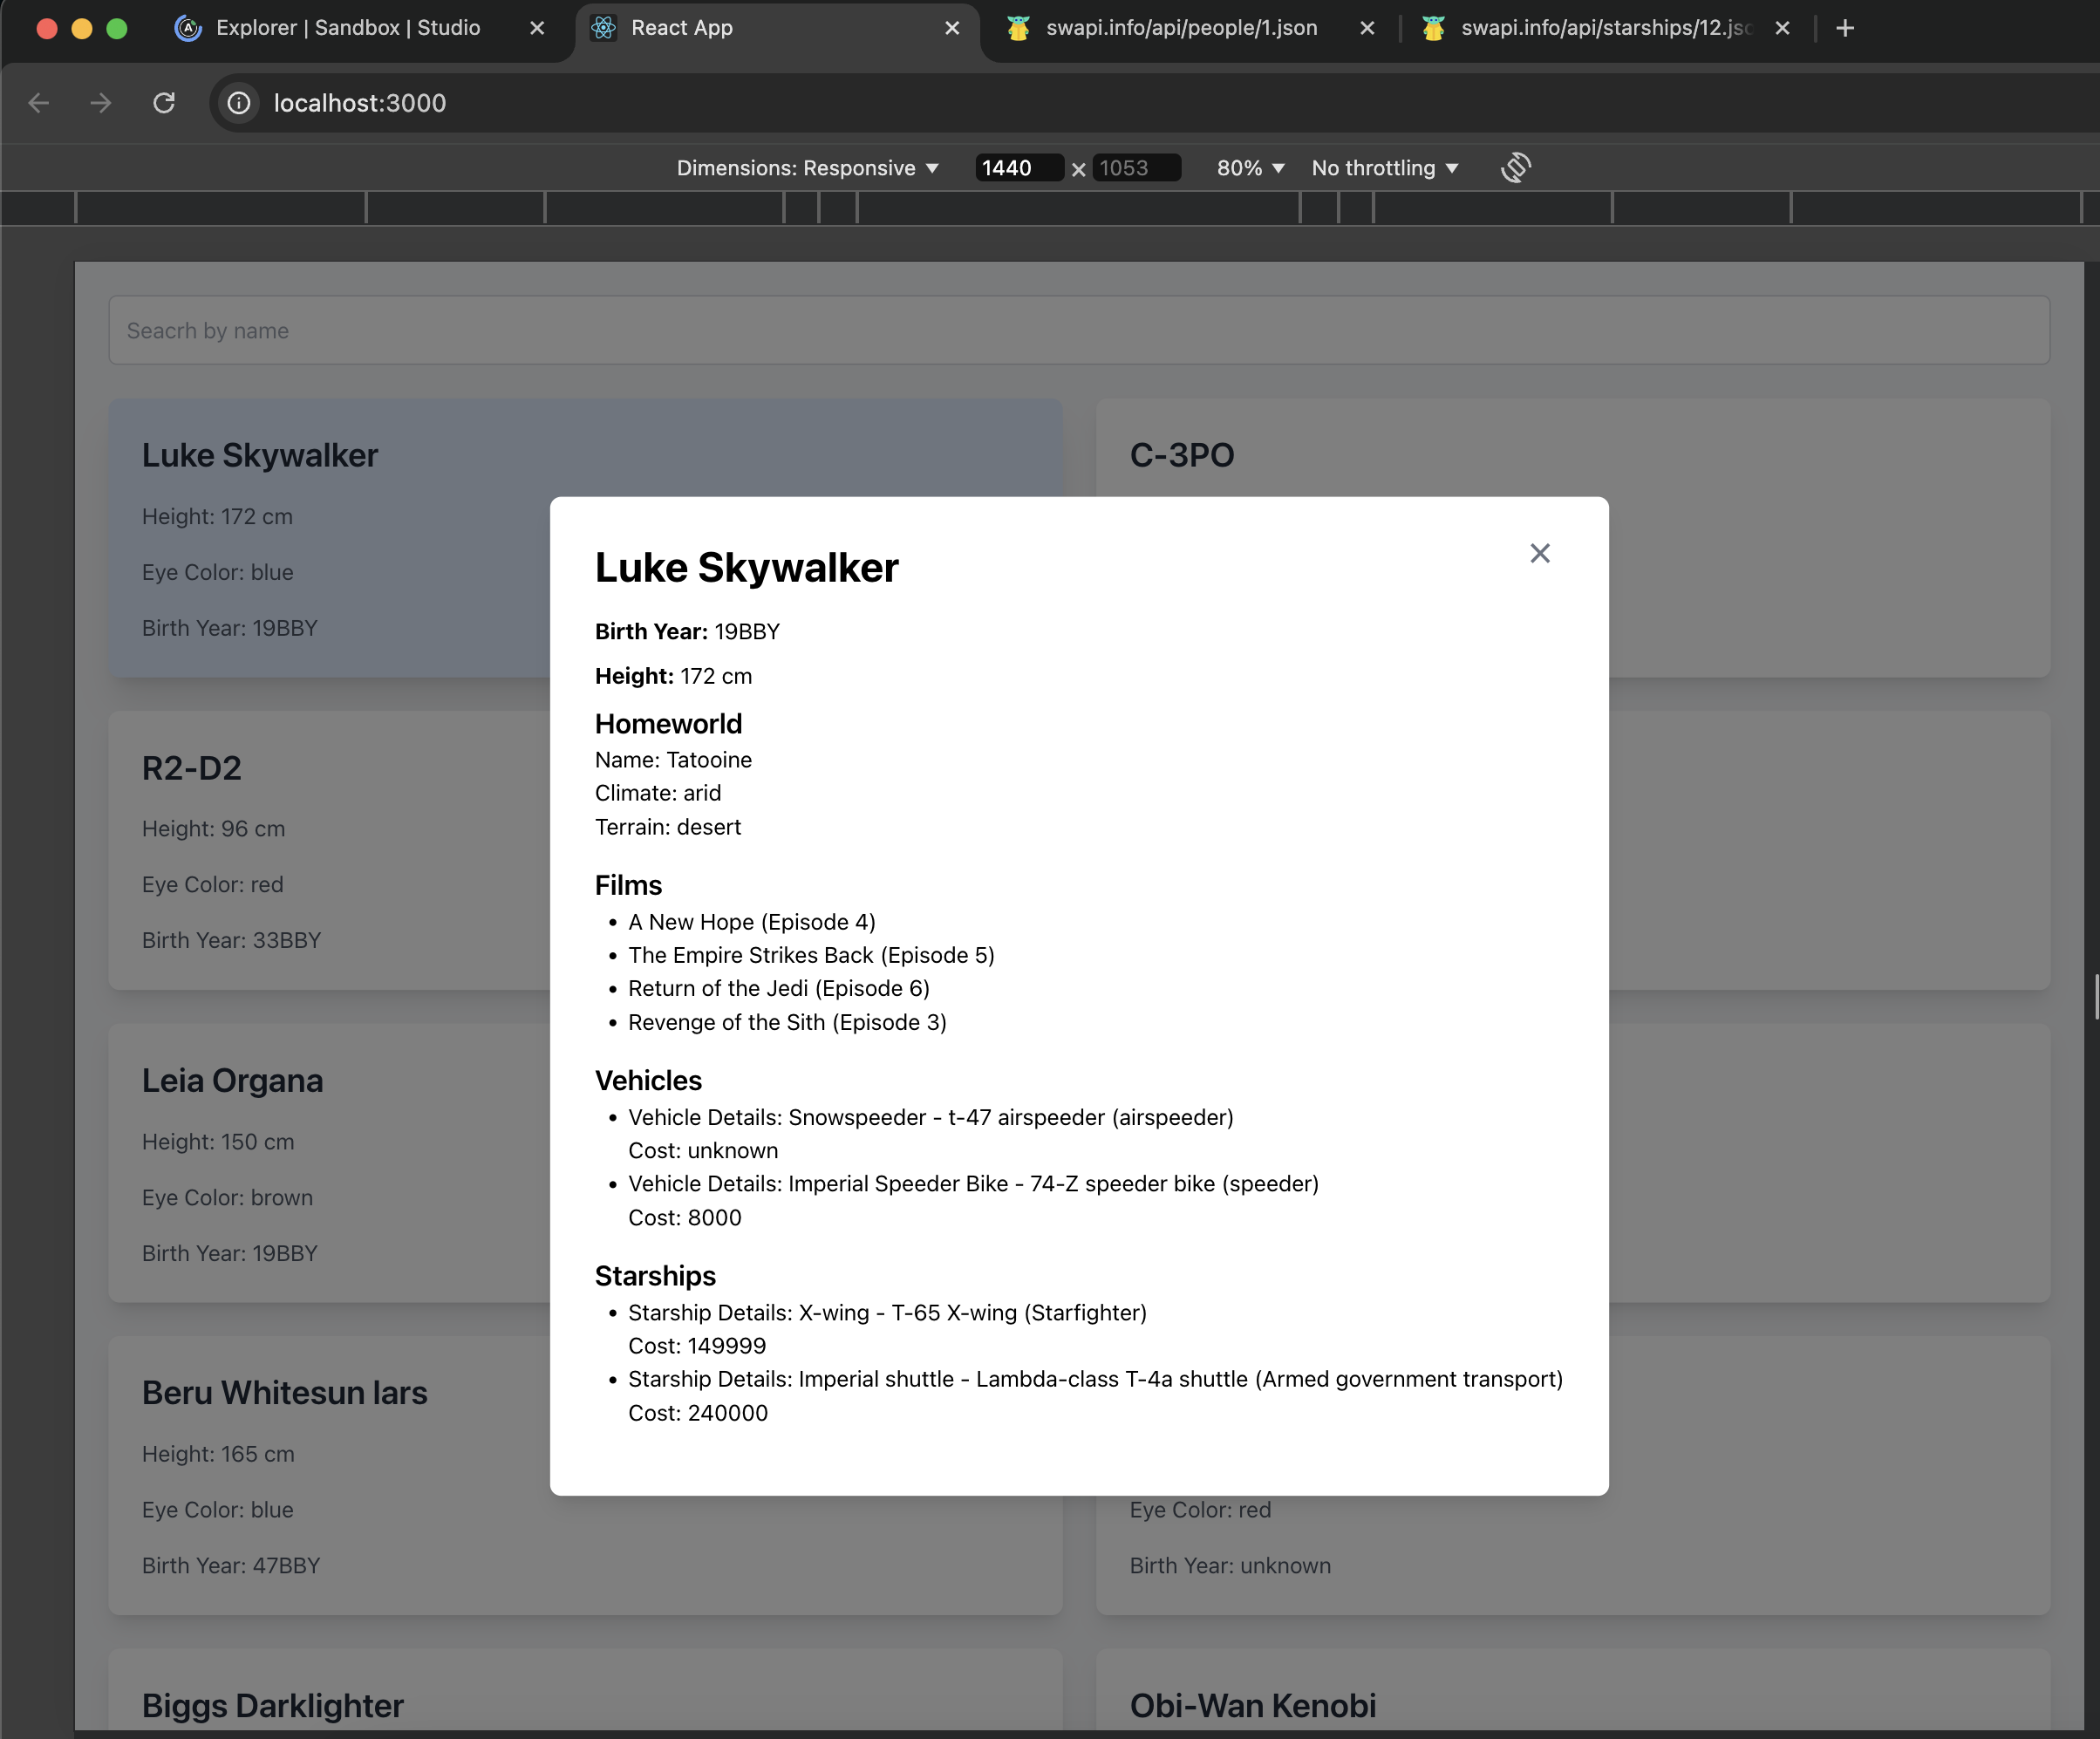 Explorer | Sandbox | Studio
React App
swapi.info/api/people/1.json
swapi.info/api/starships/12.jsc
localhost:3000
Dimensions: Responsive
1440 × 1053
80%
No throttling
Seacrh by name
Luke Skywalker
Height: 172 cm
Eye Color: blue
Birth Year: 19BBY
C-3PO
R2-D2
Height: 96 cm
Eye Color: red
Birth Year: 33BBY
Leia Organa
Height: 150 cm
Eye Color: brown
Birth Year: 19BBY
Beru Whitesun lars
Height: 165 cm
Eye Color: blue
Birth Year: 47BBY
Eye Color: red
Birth Year: unknown
Biggs Darklighter
Obi-Wan Kenobi
Luke Skywalker
Birth Year: 19BBY
Height: 172 cm
Homeworld
Name: Tatooine
Climate: arid
Terrain: desert
Films
• A New Hope (Episode 4)
• The Empire Strikes Back (Episode 5)
• Return of the Jedi (Episode 6)
• Revenge of the Sith (Episode 3)
Vehicles
• Vehicle Details: Snowspeeder - t-47 airspeeder (airspeeder)
Cost: unknown
• Vehicle Details: Imperial Speeder Bike - 74-Z speeder bike (speeder)
Cost: 8000
Starships
• Starship Details: X-wing - T-65 X-wing (Starfighter)
Cost: 149999
• Starship Details: Imperial shuttle - Lambda-class T-4a shuttle (Armed government transport)
Cost: 240000